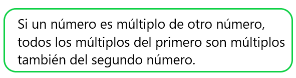 Si un número es múltiplo de otro número,
todos los múltiplos del primero son múltiplos
también del segundo número.